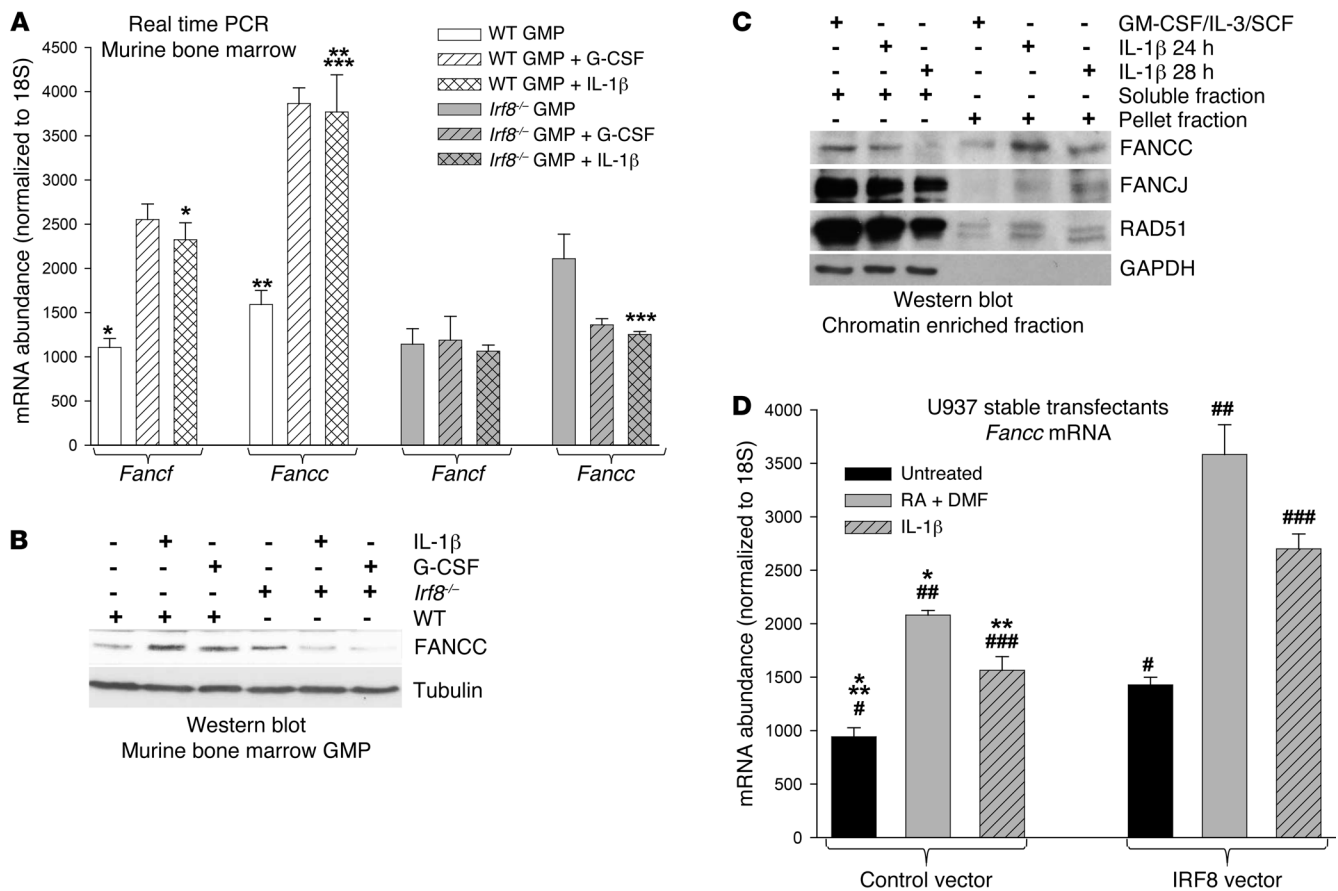 A
Real time PCR
Murine bone marrow
mRNA abundance (normalized to 18S)
4500
4000
3500
3000
2500
2000
1500
1000
500
0
WT GMP
WT GMP + G-CSF
WT GMP + IL-1β
Irf8-/- GMP
Irf8-/- GMP + G-CSF
Irf8-/- GMP + IL-1β
*
*
**
**
***
***
Fancf
Fancc
Fancf
Fancc
B
- + - - + - IL-1β
- - + - - + G-CSF
- - - + + + Irf8-/-
+ + + - - - WT
FANCC
Tubulin
Western blot
Murine bone marrow GMP
C
+ - - + - - GM-CSF/IL-3/SCF
- + - - + - IL-1β 24 h
- - + - - + IL-1β 28 h
+ + + - - - Soluble fraction
- - - + + + Pellet fraction
FANCC
FANCJ
RAD51
GAPDH
Western blot
Chromatin enriched fraction
D
U937 stable transfectants
Fancc mRNA
mRNA abundance (normalized to 18S)
4000
3500
3000
2500
2000
1500
1000
500
0
Untreated
RA + DMF
IL-1β
*
**
#
*
##
**
###
#
##
###
Control vector
IRF8 vector